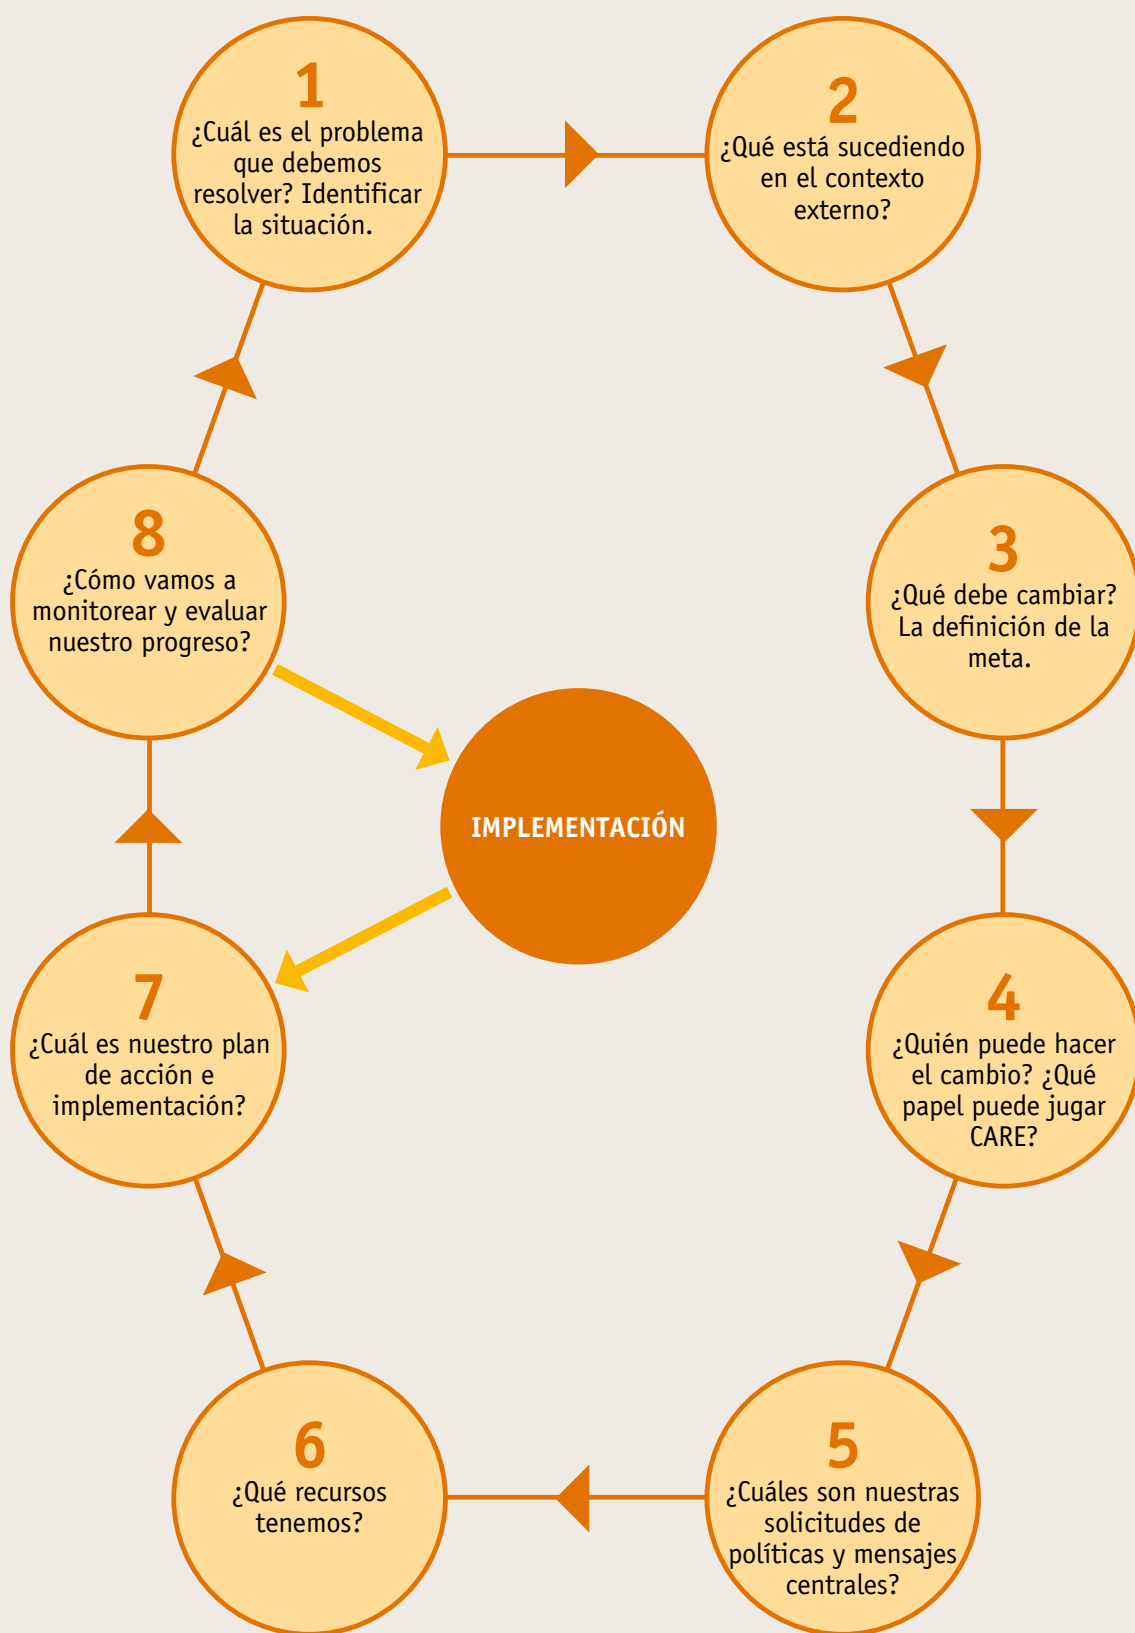 1
¿Cuál es el problema
que debemos
resolver? Identificar
la situación.
2
¿Qué está sucediendo
en el contexto
externo?
3
¿Qué debe cambiar?
La definición de la
meta.
4
¿Quién puede hacer
el cambio? ¿Qué
papel puede jugar
CARE?
5
¿Cuáles son nuestras
solicitudes de
políticas y mensajes
centrales?
6
¿Qué recursos
tenemos?
7
¿Cuál es nuestro plan
de acción e
implementación?
8
¿Cómo vamos a
monitorear y evaluar
nuestro progreso?
IMPLEMENTACIÓN